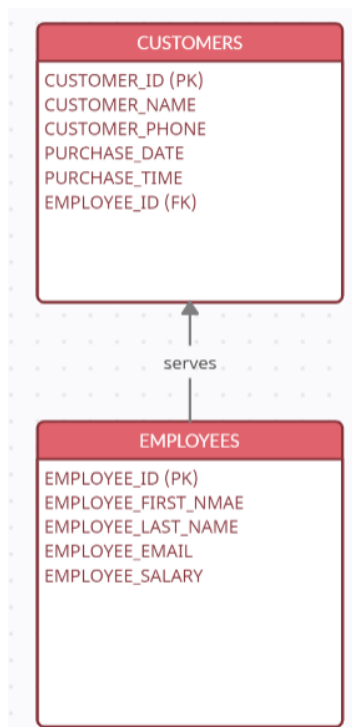 CUSTOMERS
CUSTOMER_ID (PK)
CUSTOMER_NAME
CUSTOMER_PHONE
PURCHASE_DATE
PURCHASE_TIME
EMPLOYEE_ID (FK)
serves
EMPLOYEES
EMPLOYEE_ID (PK)
EMPLOYEE_FIRST_NMAE
EMPLOYEE_LAST_NAME
EMPLOYEE_EMAIL
EMPLOYEE_SALARY